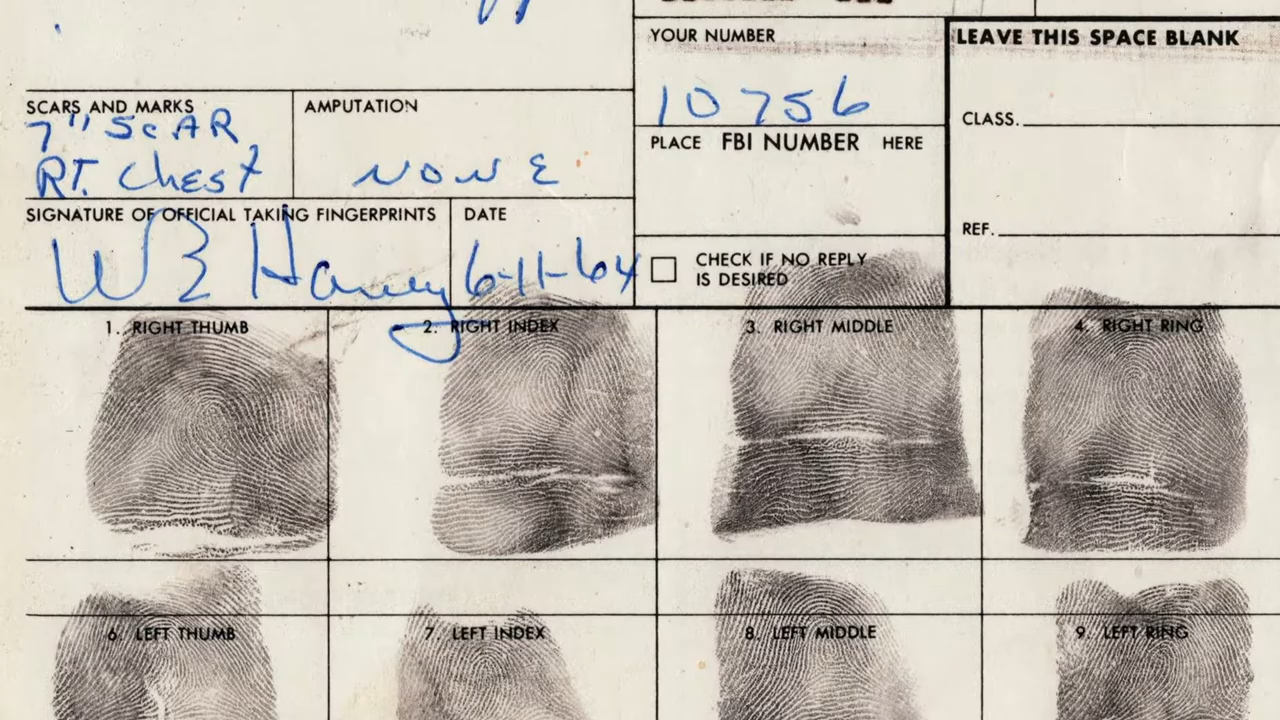 YOUR NUMBER
LEAVE THIS SPACE BLANK
10756
SCARS AND MARKS
7" SCAR
RT. Chest
AMPUTATION
NONE
CLASS.
PLACE FBI NUMBER HERE
SIGNATURE OF OFFICIAL TAKING FINGERPRINTS
W E Haney
DATE
6-11-64
REF.
CHECK IF NO REPLY
IS DESIRED
1. RIGHT THUMB
2. RIGHT INDEX
3. RIGHT MIDDLE
4. RIGHT RING
6. LEFT THUMB
7. LEFT INDEX
8. LEFT MIDDLE
9. LEFT RING